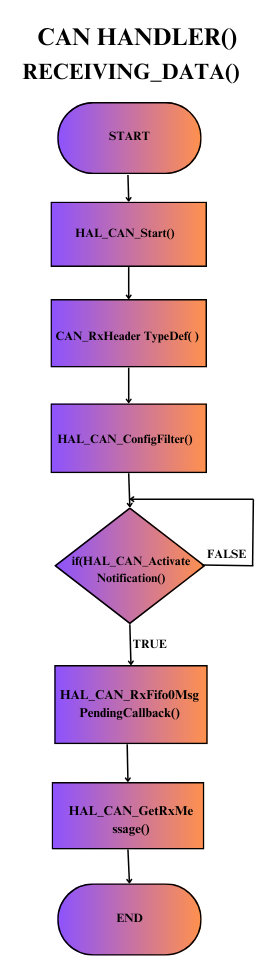 CAN HANDLER()
RECEIVING_DATA()
START
HAL_CAN_Start()
CAN_RxHeader TypeDef( )
HAL_CAN_ConfigFilter()
if(HAL_CAN_Activate
Notification()
FALSE
TRUE
HAL_CAN_RxFifo0Msg
PendingCallback()
HAL_CAN_GetRxMe
ssage()
END